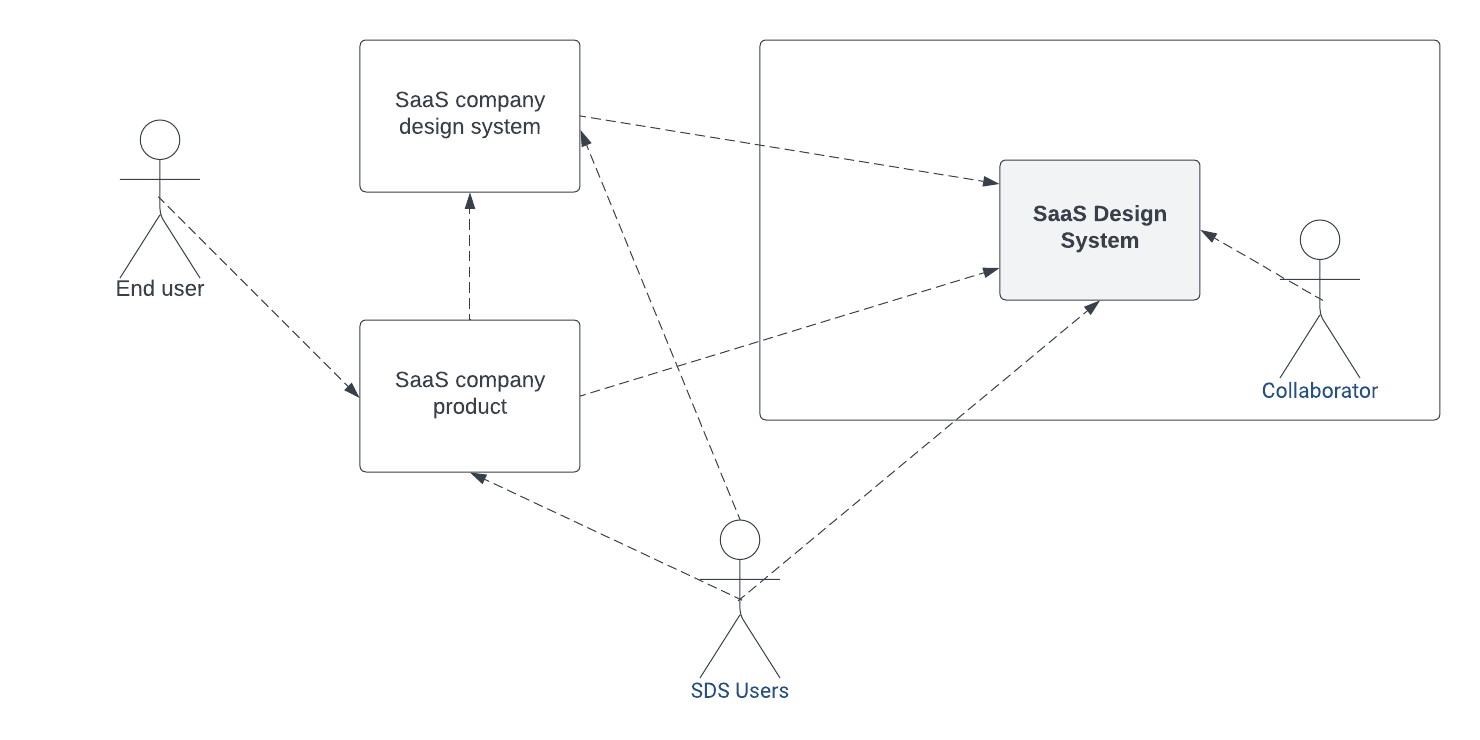 SaaS company
design system
End user
SaaS company
product
SaaS Design
System
Collaborator
SDS Users